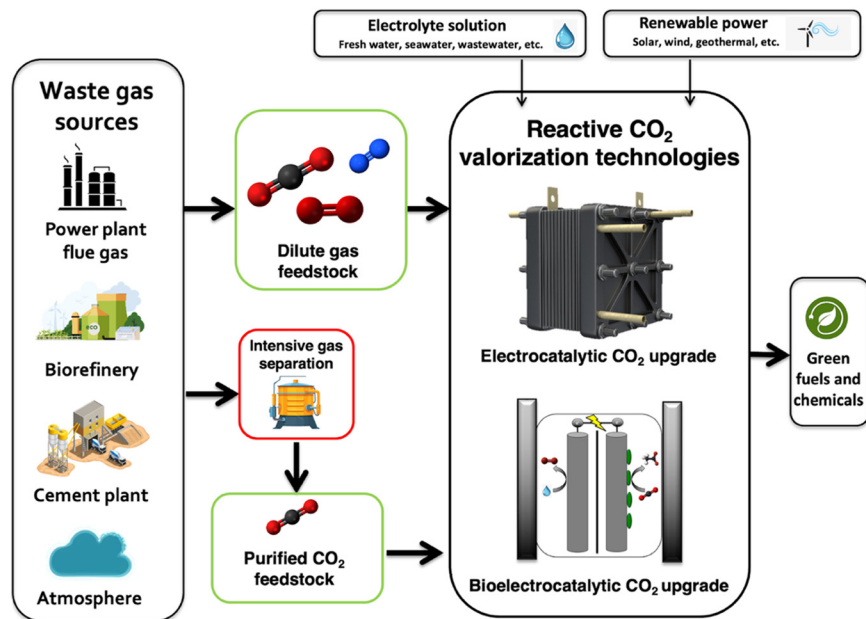 Electrolyte solution
Fresh water, seawater, wastewater, etc.
Renewable power
Solar, wind, geothermal, etc.
Waste gas
sources
Power plant
flue gas
Biorefinery
eco
Cement plant
Atmosphere
Dilute gas
feedstock
Intensive gas
separation
Purified CO₂
feedstock
Reactive CO₂
valorization technologies
Electrocatalytic CO₂ upgrade
Bioelectrocatalytic CO₂ upgrade
Green
fuels and
chemicals